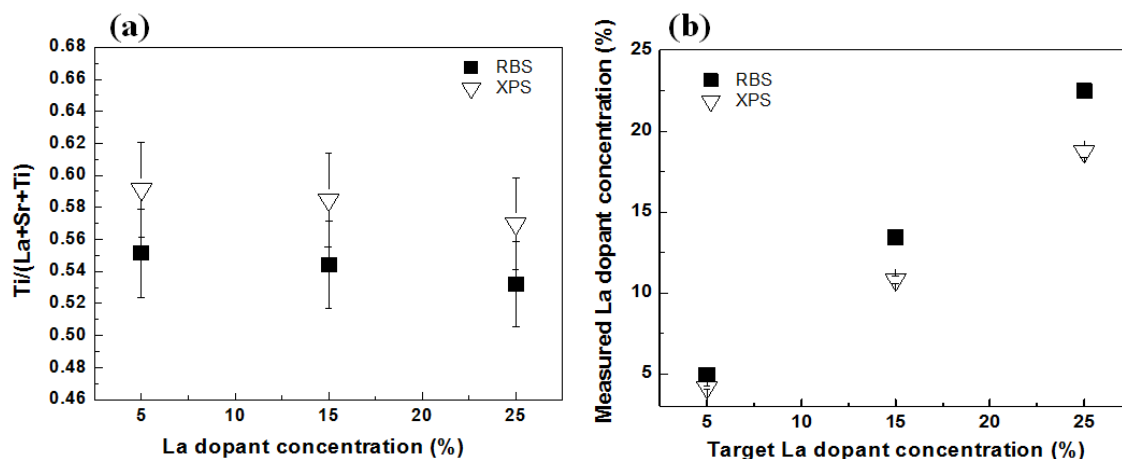 (a)
0.68
0.66
0.64
0.62
0.60
0.58
0.56
0.54
0.52
0.50
0.48
0.46
Ti/(La+Sr+Ti)
RBS
XPS
5
10
15
20
25
La dopant concentration (%)
(b)
25
20
15
10
5
Measured La dopant concentration (%)
RBS
XPS
5
10
15
20
25
Target La dopant concentration (%)